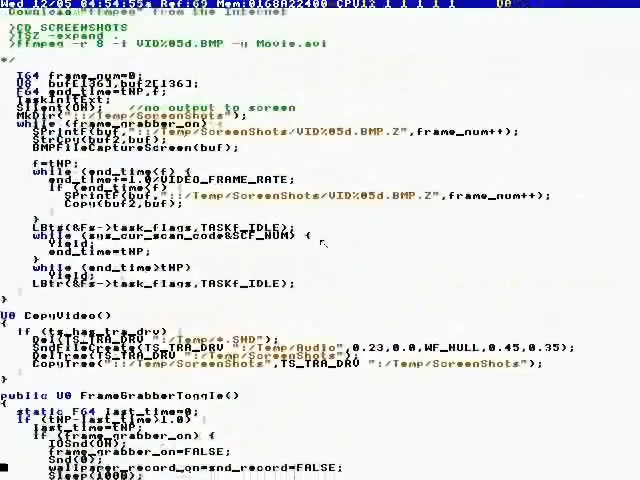 Wed 12/05 04:54:55a Ref:69 Mem:0168A22400 CPU12 1 1 1 1 1
Download "ffmpeg" from the Internet
>CD SCREENSHOTS
>TSZ -expand .
>ffmpeg -r 8 -i VID%05d.BMP -y Movie.avi
*/
I64 frame_num=0;
U8 buf[136],buf2[136];
F64 end_time=tNP,f;
TaskInitExt;
Silent(ON); //no output to screen
MkDir("::/Temp/ScreenShots");
while (frame_grabber_on) {
SPrintF(buf,"::/Temp/ScreenShots/VID%05d.BMP.Z",frame_num++);
StrCpy(buf2,buf);
BMPFileCaptureScreen(buf);
f=tNP;
while (end_time<f) {
end_time+=1.0/VIDEO_FRAME_RATE;
if (end_time<f) {
SPrintF(buf,"::/Temp/ScreenShots/VID%05d.BMP.Z",frame_num++);
Copy(buf2,buf);
}
}
LBts(&Fs->task_flags,TASKf_IDLE);
while (sys_cur_scan_code&SCF_NUM) {
Yield;
end_time=tNP;
}
while (end_time>tNP)
Yield;
LBtr(&Fs->task_flags,TASKf_IDLE);
}
}
U0 CopyVideo()
{
if (ts_has_tra_drv) {
Del(TS_TRA_DRV ":/Temp/*.SND");
SndFileCreate(TS_TRA_DRV ":/Temp/Audio",0.23,0.0,WF_NULL,0.45,0.35);
DelTree(TS_TRA_DRV ":/Temp/ScreenShots");
CopyTree("::/Temp/ScreenShots",TS_TRA_DRV ":/Temp/ScreenShots");
}
}
public U0 FrameGrabberToggle()
{
static F64 last_time=0;
if (tNP-last_time>1.0) {
last_time=tNP;
if (frame_grabber_on) {
IOSnd(ON);
frame_grabber_on=FALSE;
Snd(0);
wallpaper_record_on=snd_record=FALSE;
Sleep(1000);